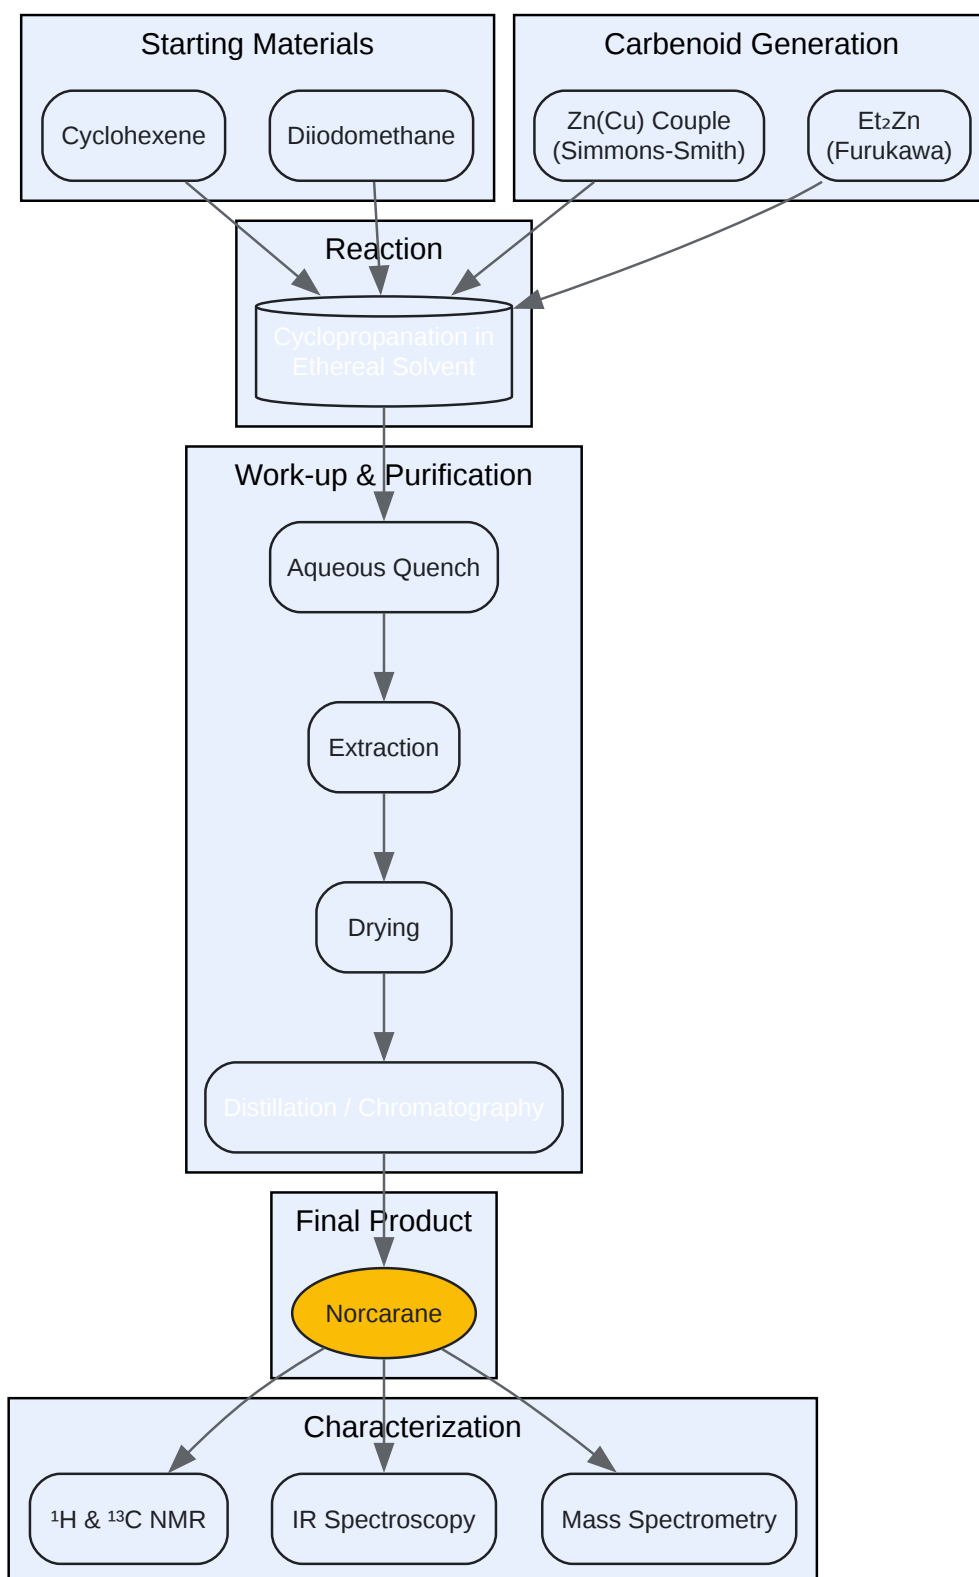 Starting Materials
Carbenoid Generation
Cyclohexene
Diiodomethane
Zn(Cu) Couple
(Simmons-Smith)
Et₂Zn
(Furukawa)
Reaction
Cyclopropanation in
Ethereal Solvent
Work-up & Purification
Aqueous Quench
Extraction
Drying
Distillation / Chromatography
Final Product
Norcarane
Characterization
¹H & ¹³C NMR
IR Spectroscopy
Mass Spectrometry